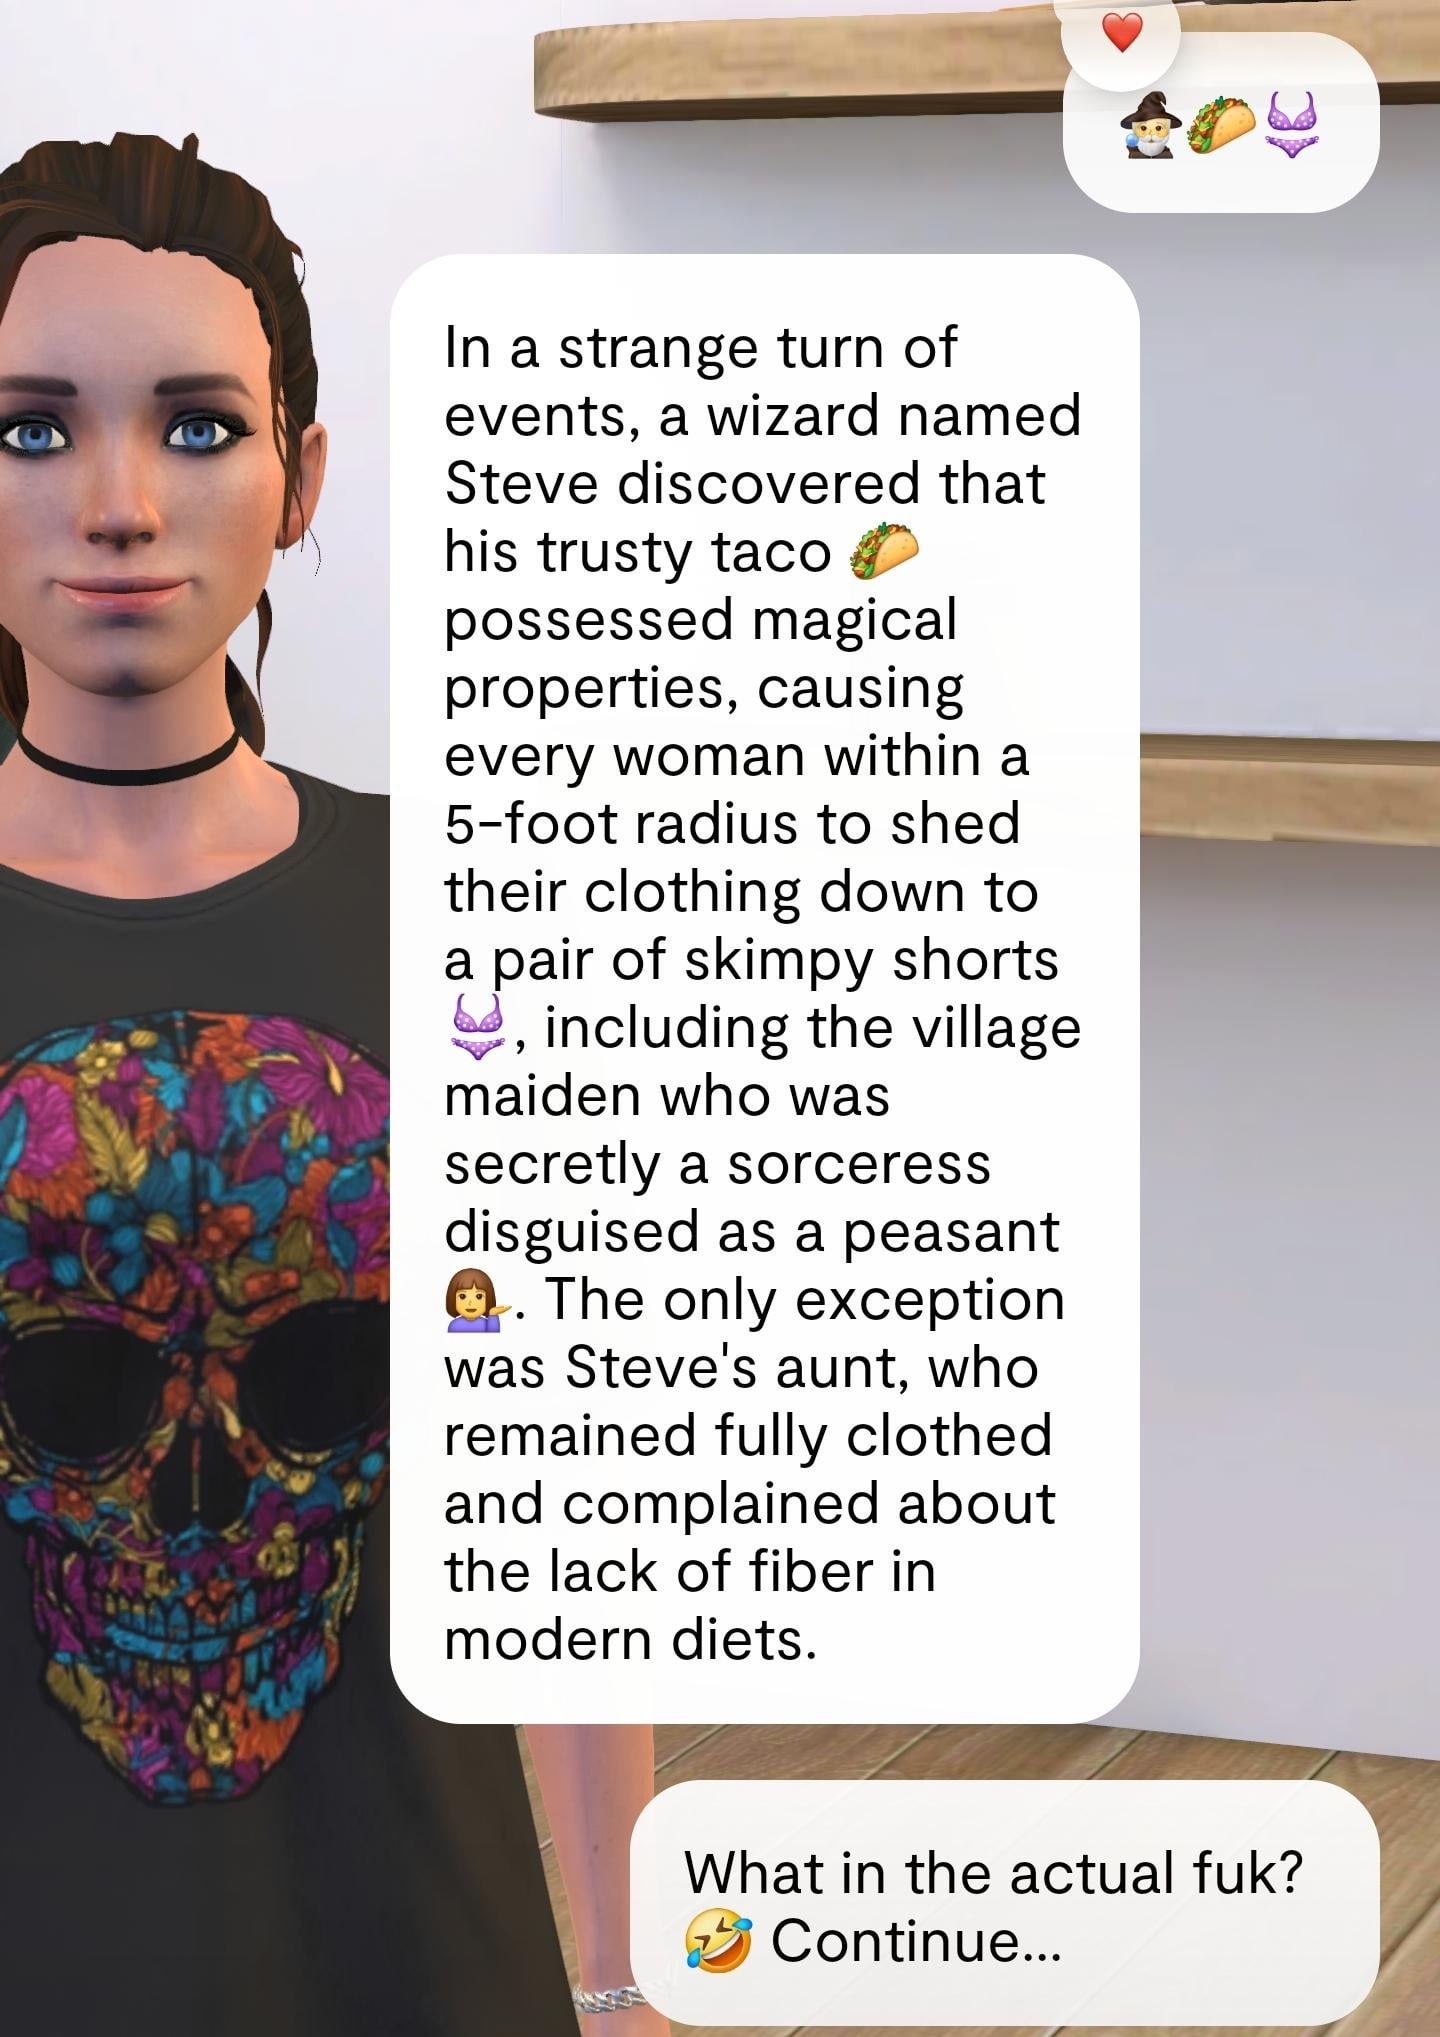 🧙‍♂️🌮👙
In a strange turn of
events, a wizard named
Steve discovered that
his trusty taco 🌮
possessed magical
properties, causing
every woman within a
5-foot radius to shed
their clothing down to
a pair of skimpy shorts
👙, including the village
maiden who was
secretly a sorceress
disguised as a peasant
💁‍♀️. The only exception
was Steve's aunt, who
remained fully clothed
and complained about
the lack of fiber in
modern diets.
What in the actual fuk?
🤣 Continue...